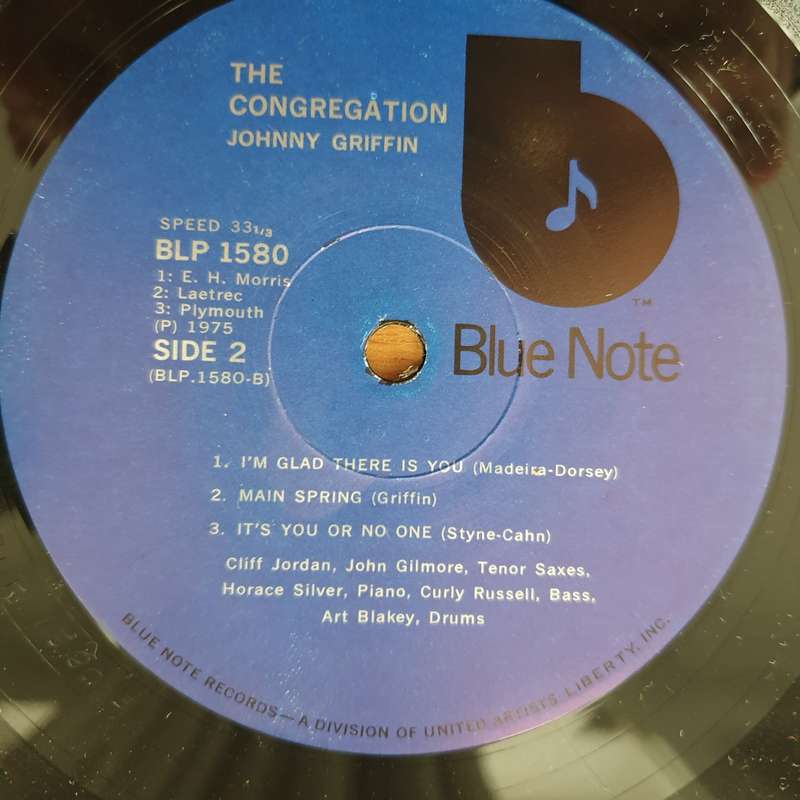 THE
CONGREGATION
JOHNNY GRIFFIN
SPEED 33 1/3
BLP 1580
1: E. H. Morris
2: Laetrec
3: Plymouth
(P) 1975
SIDE 2
(BLP.1580-B)
b
TM
Blue Note
1. I'M GLAD THERE IS YOU (Madeira-Dorsey)
2. MAIN SPRING (Griffin)
3. IT'S YOU OR NO ONE (Styne-Cahn)
Cliff Jordan, John Gilmore, Tenor Saxes,
Horace Silver, Piano, Curly Russell, Bass,
Art Blakey, Drums
BLUE NOTE RECORDS—A DIVISION OF UNITED ARTISTS, LIBERTY, INC.